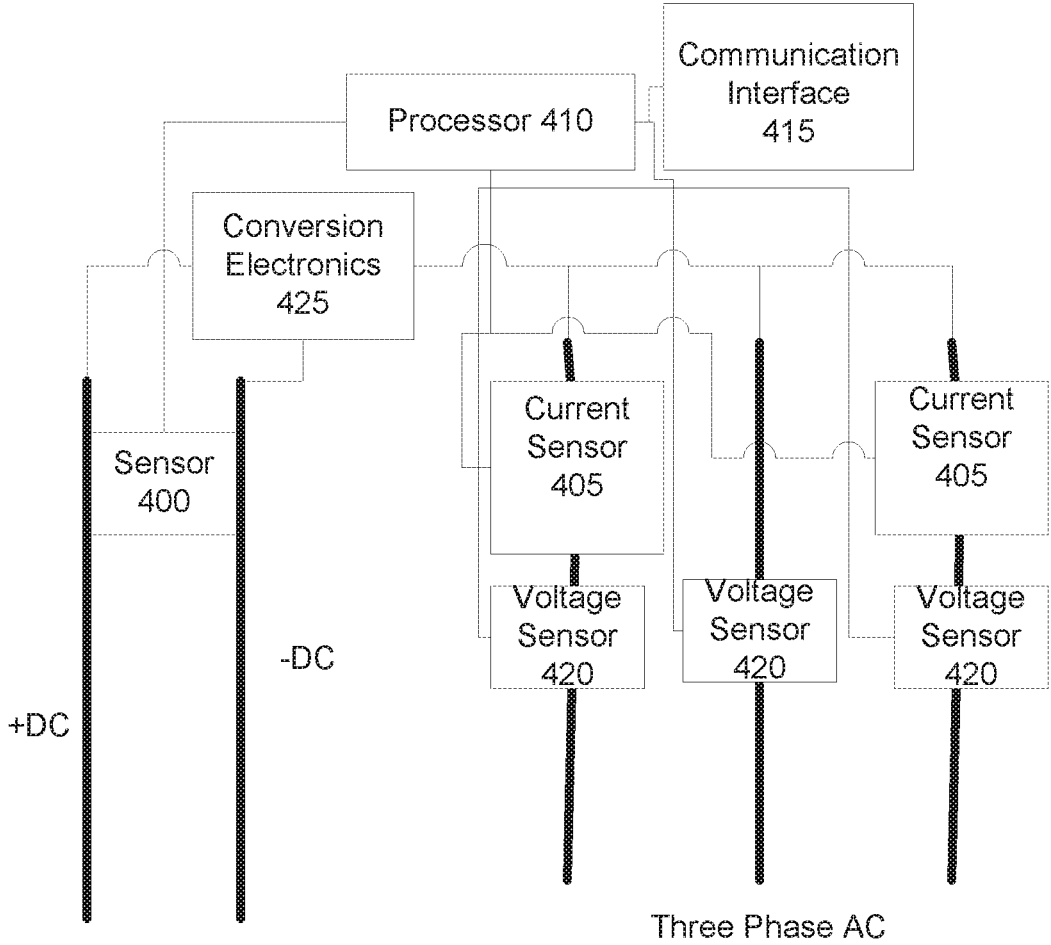 Communication
Interface
415
Processor 410
Conversion
Electronics
425
Current
Sensor
405
Current
Sensor
405
Sensor
400
Voltage
Sensor
420
Voltage
Sensor
420
Voltage
Sensor
420
-DC
+DC
Three Phase AC